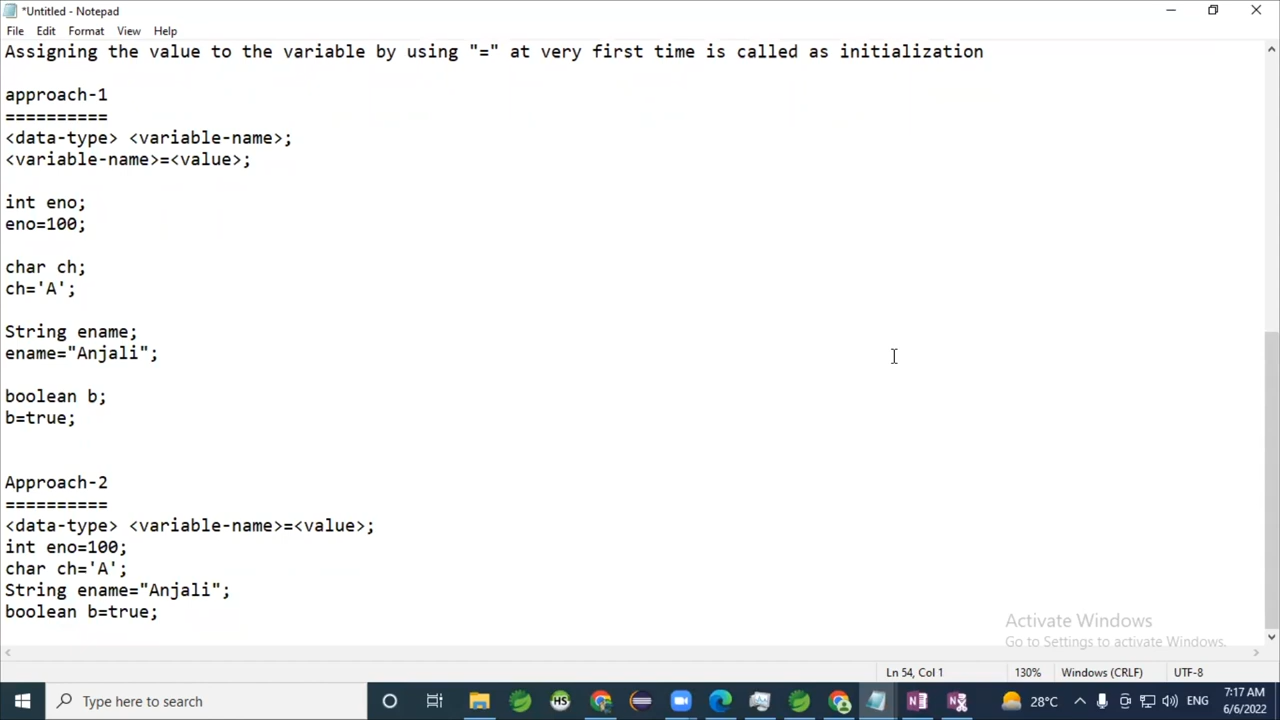 *Untitled - Notepad
File Edit Format View Help
Assigning the value to the variable by using "=" at very first time is called as initialization
approach-1
==========
<data-type> <variable-name>;
<variable-name>=<value>;
int eno;
eno=100;
char ch;
ch='A';
String ename;
ename="Anjali";
boolean b;
b=true;
Approach-2
==========
<data-type> <variable-name>=<value>;
int eno=100;
char ch='A';
String ename="Anjali";
boolean b=true;
Activate Windows
Go to Settings to activate Windows.
Ln 54, Col 1 130% Windows (CRLF) UTF-8
Type here to search HS 28°C ENG 7:17 AM
6/6/2022